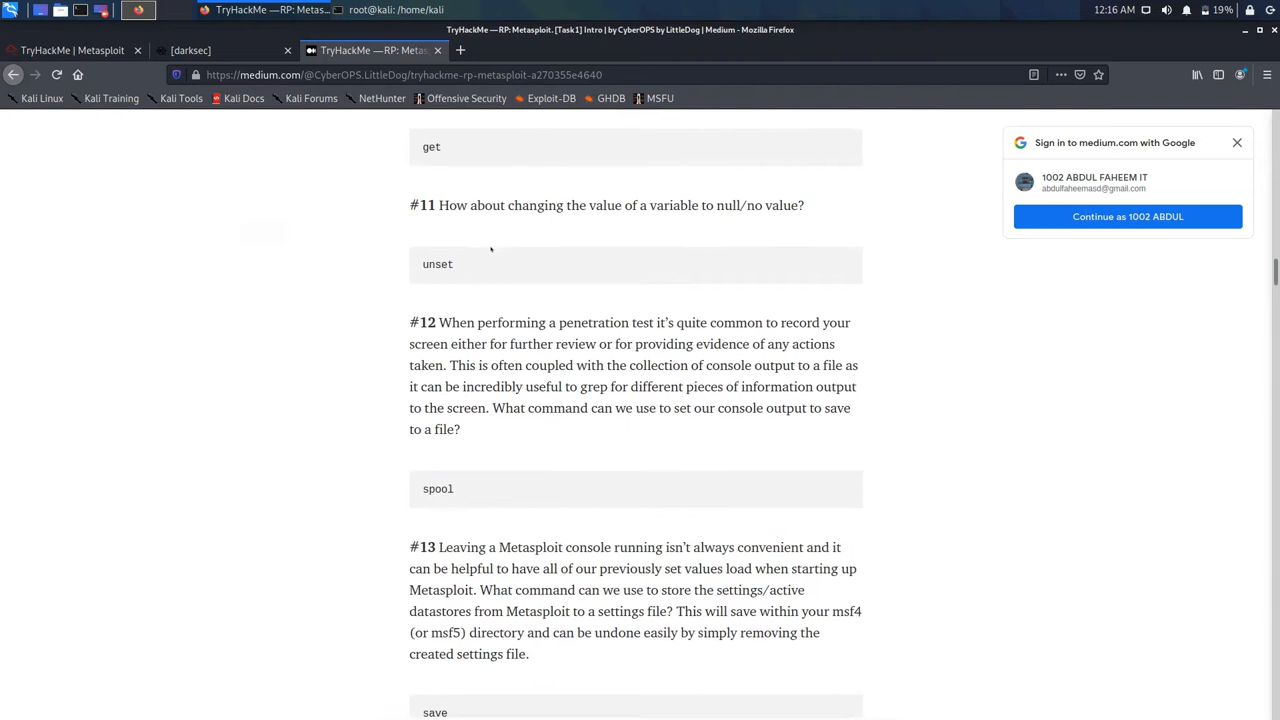 TryHackMe — RP: Metas...
root@kali: /home/kali
12:16 AM
19%
TryHackMe — RP: Metasploit. [Task 1] Intro | by CyberOPS by LittleDog | Medium - Mozilla Firefox
TryHackMe | Metasploit
[darksec]
TryHackMe — RP: Metas
https://medium.com/@CyberOPS.LittleDog/tryhackme-rp-metasploit-a270355e4640
Kali Linux
Kali Training
Kali Tools
Kali Docs
Kali Forums
NetHunter
Offensive Security
Exploit-DB
GHDB
MSFU
get
#11 How about changing the value of a variable to null/no value?
unset
#12 When performing a penetration test it’s quite common to record your
screen either for further review or for providing evidence of any actions
taken. This is often coupled with the collection of console output to a file as
it can be incredibly useful to grep for different pieces of information output
to the screen. What command can we use to set our console output to save
to a file?
spool
#13 Leaving a Metasploit console running isn’t always convenient and it
can be helpful to have all of our previously set values load when starting up
Metasploit. What command can we use to store the settings/active
datastores from Metasploit to a settings file? This will save within your msf4
(or msf5) directory and can be undone easily by simply removing the
created settings file.
save
Sign in to medium.com with Google
1002 ABDUL FAHEEM IT
abdulfaheemasd@gmail.com
Continue as 1002 ABDUL